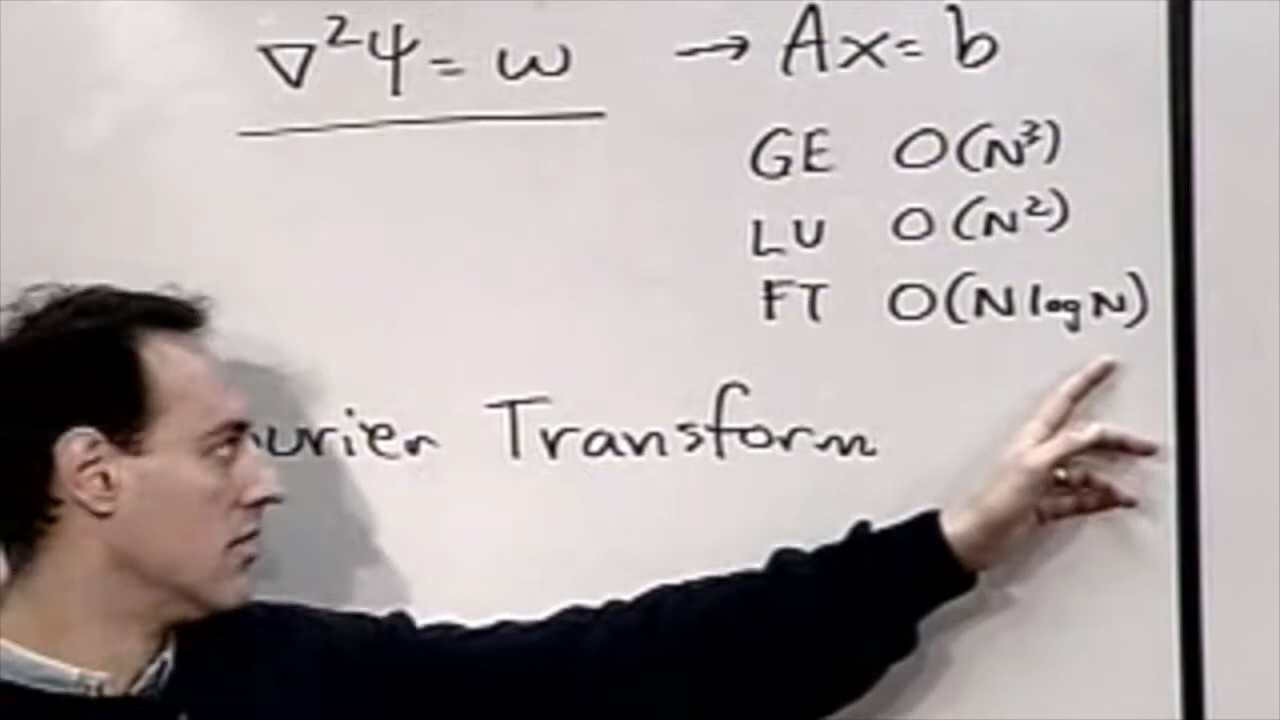 ∇²ψ = ω → Ax = b
GE O(N³)
LU O(N²)
FT O(N log N)
urier Transform